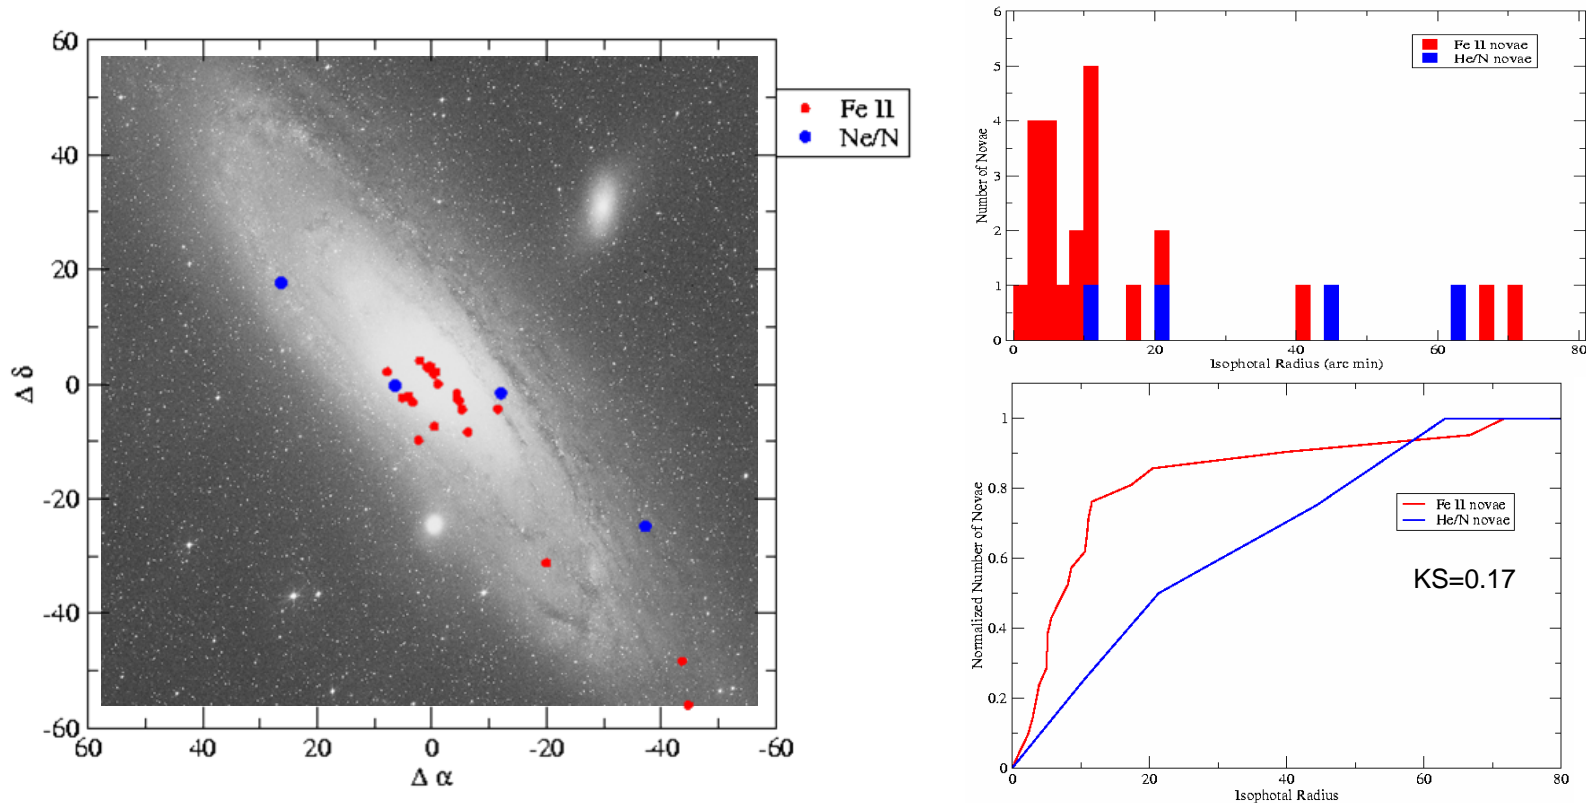 60
40
20
0
-20
-40
-60
Δ δ
60
40
20
0
-20
-40
-60
Δ α
Fe II
Ne/N
6
5
4
3
2
1
0
Number of Novae
0
20
40
60
80
Isophotal Radius (arc min)
Fe II novae
He/N novae
1
0.8
0.6
0.4
0.2
0
Normalized Number of Novae
0
20
40
60
80
Isophotal Radius
Fe II novae
He/N novae
KS=0.17